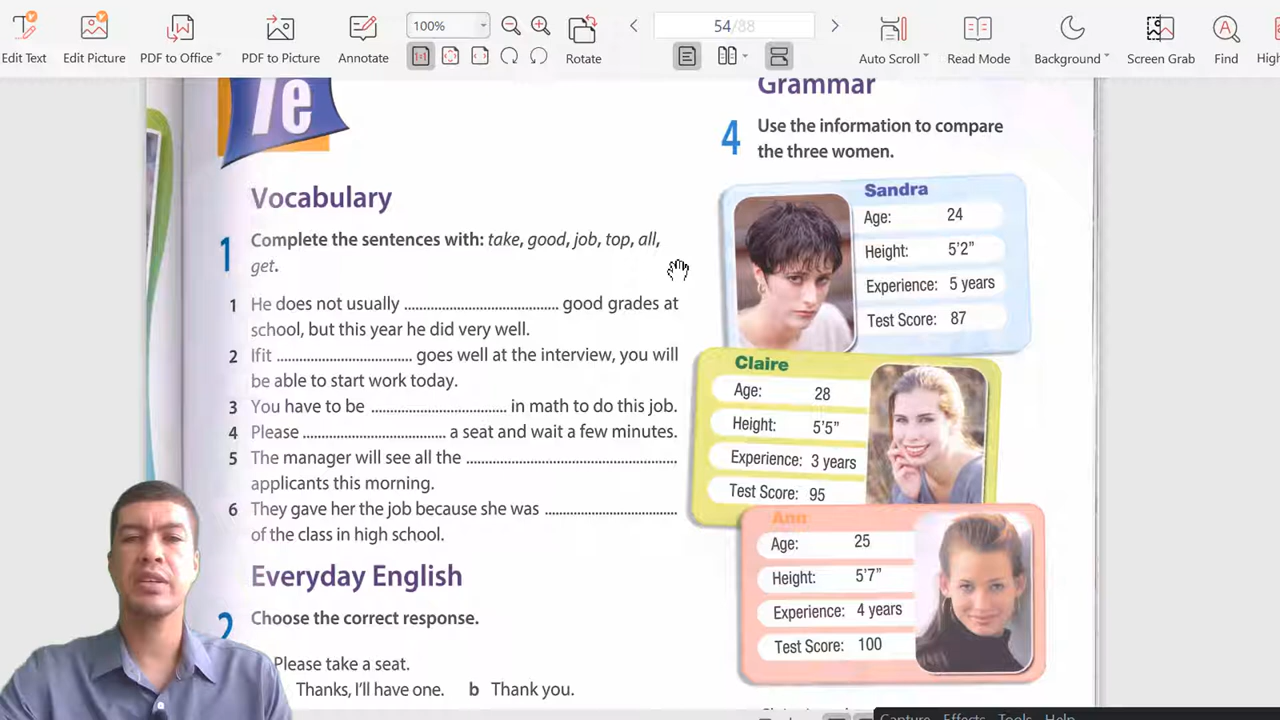 Edit Text
Edit Picture
PDF to Office
PDF to Picture
Annotate
100%
Rotate
54/88
Auto Scroll
Read Mode
Background
Screen Grab
Find
7e
Vocabulary
1 Complete the sentences with: take, good, job, top, all,
get.
1 He does not usually ........................................ good grades at
school, but this year he did very well.
2 Ifit ................................... goes well at the interview, you will
be able to start work today.
3 You have to be ................................... in math to do this job.
4 Please ..................................... a seat and wait a few minutes.
5 The manager will see all the .......................................................
applicants this morning.
6 They gave her the job because she was ..................................
of the class in high school.
Everyday English
2 Choose the correct response.
Please take a seat.
Thanks, I'll have one. b Thank you.
Grammar
4 Use the information to compare
the three women.
Sandra
Age: 24
Height: 5'2"
Experience: 5 years
Test Score: 87
Claire
Age: 28
Height: 5'5"
Experience: 3 years
Test Score: 95
Ann
Age: 25
Height: 5'7"
Experience: 4 years
Test Score: 100
Capture Effects Tools Help